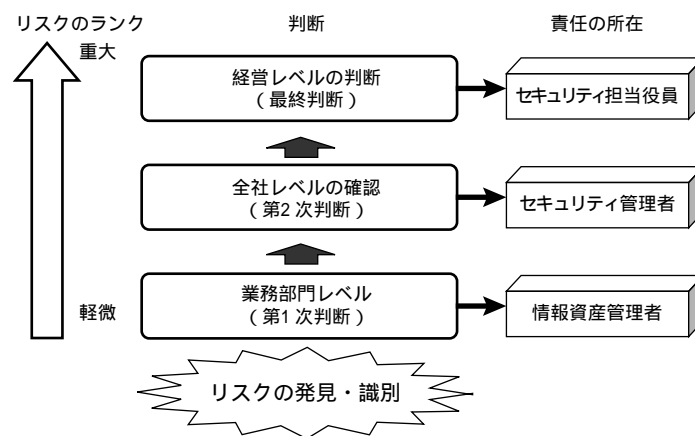 リスクのランク 判断 責任の所在
重大
経営レベルの判断
(最終判断)
セキュリティ担当役員
全社レベルの確認
(第2次判断)
セキュリティ管理者
業務部門レベル
(第1次判断)
軽微
情報資産管理者
リスクの発見・識別